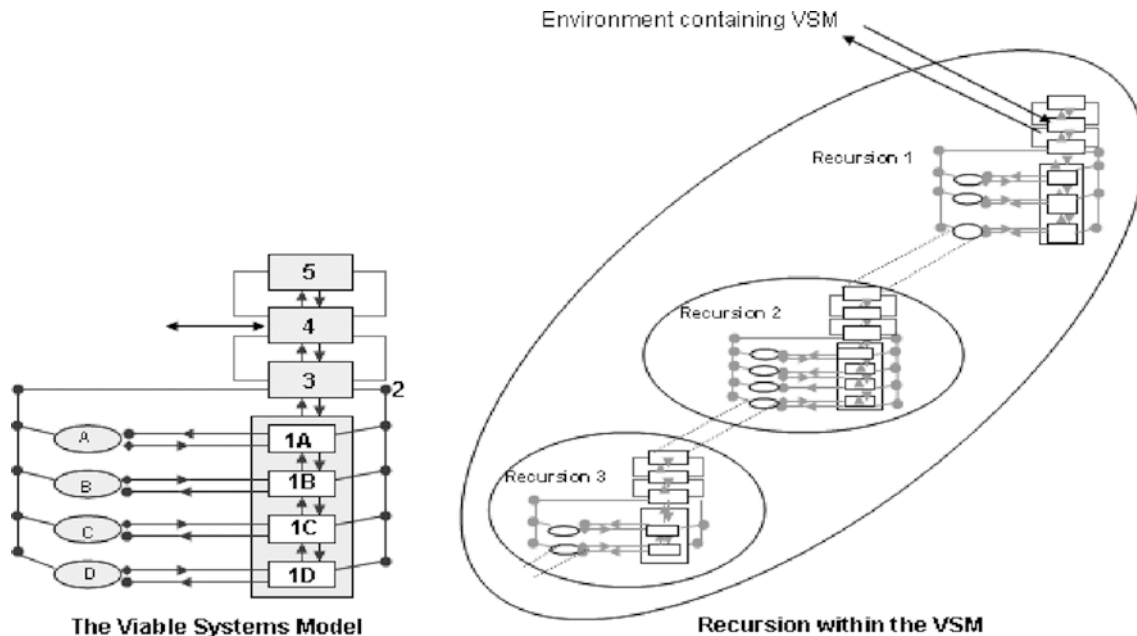 Environment containing VSM
Recursion 1
Recursion 2
Recursion 3
5
4
3
2
A
1A
B
1B
C
1C
D
1D
The Viable Systems Model
Recursion within the VSM